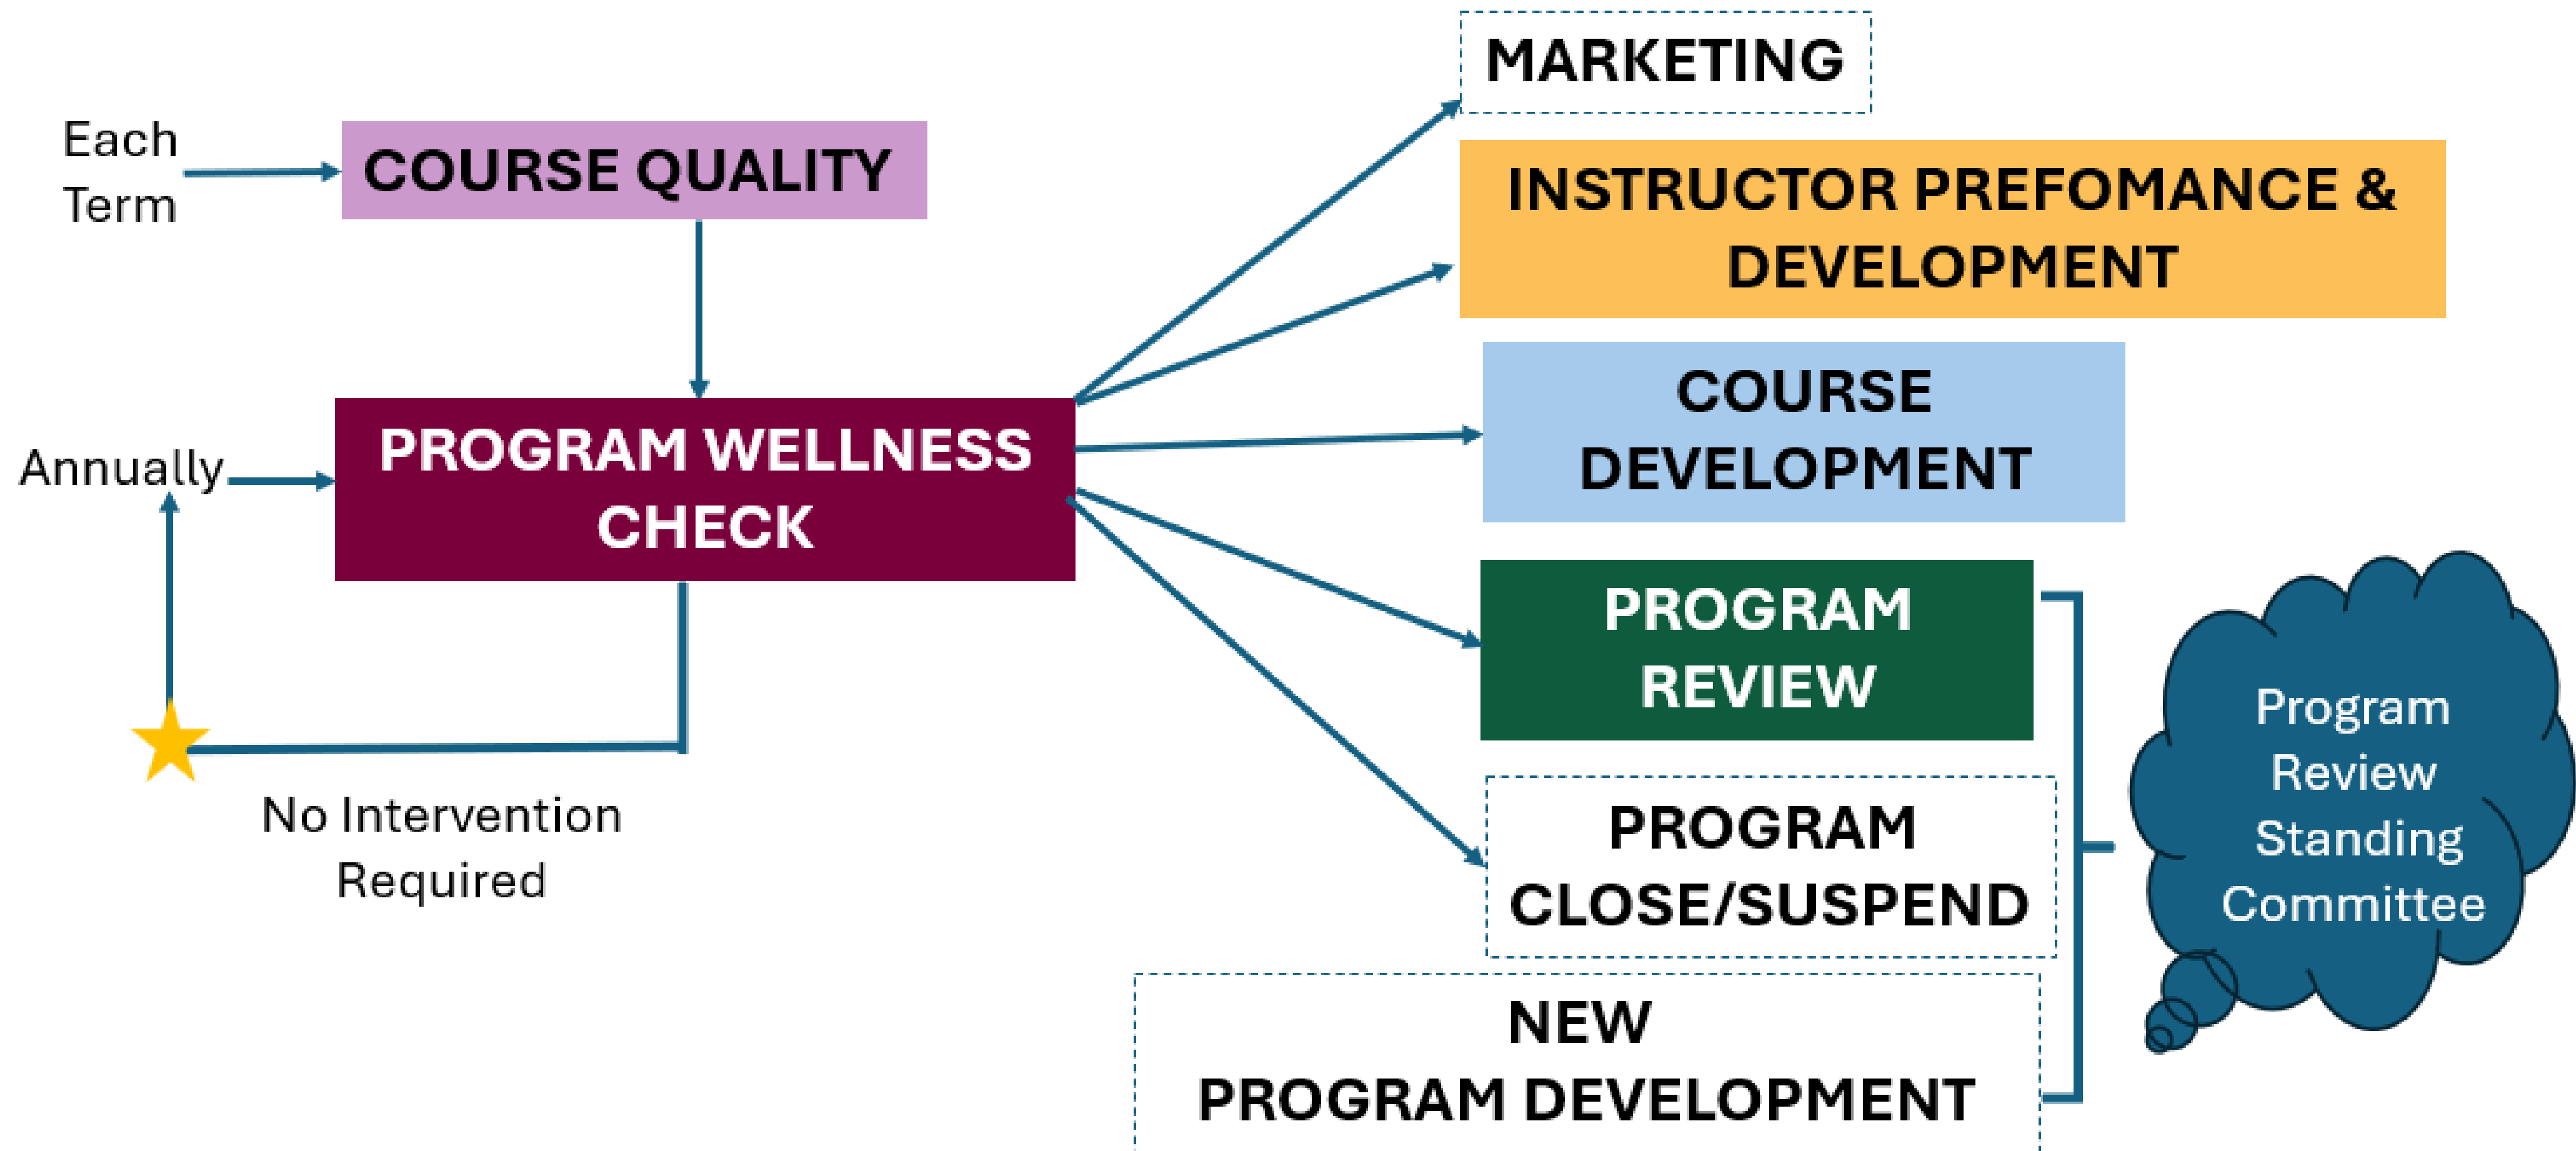 MARKETING
Each
Term
COURSE QUALITY
INSTRUCTOR PREFOMANCE &
DEVELOPMENT
COURSE
DEVELOPMENT
Annually
PROGRAM WELLNESS
CHECK
PROGRAM
REVIEW
No Intervention
Required
PROGRAM
CLOSE/SUSPEND
NEW
PROGRAM DEVELOPMENT
Program
Review
Standing
Committee